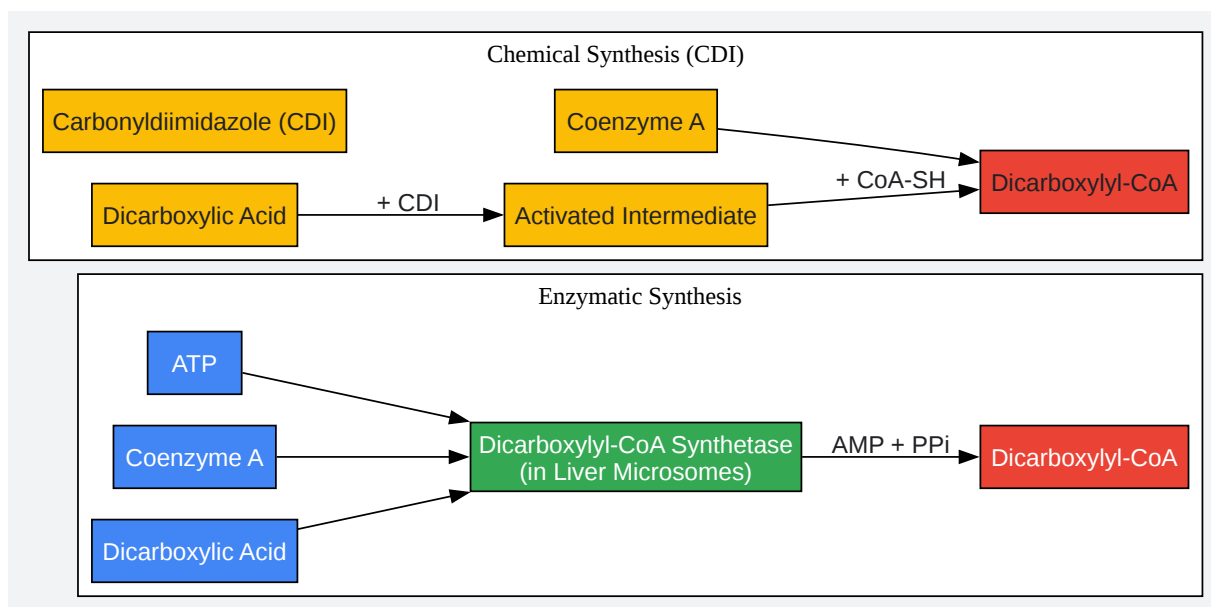 Chemical Synthesis (CDI)
Carbonyldiimidazole (CDI)
Coenzyme A
Dicarboxylic Acid
+ CDI
Activated Intermediate
+ CoA-SH
Dicarboxylyl-CoA
Enzymatic Synthesis
ATP
Coenzyme A
Dicarboxylic Acid
Dicarboxylyl-CoA Synthetase
(in Liver Microsomes)
AMP + PPi
Dicarboxylyl-CoA